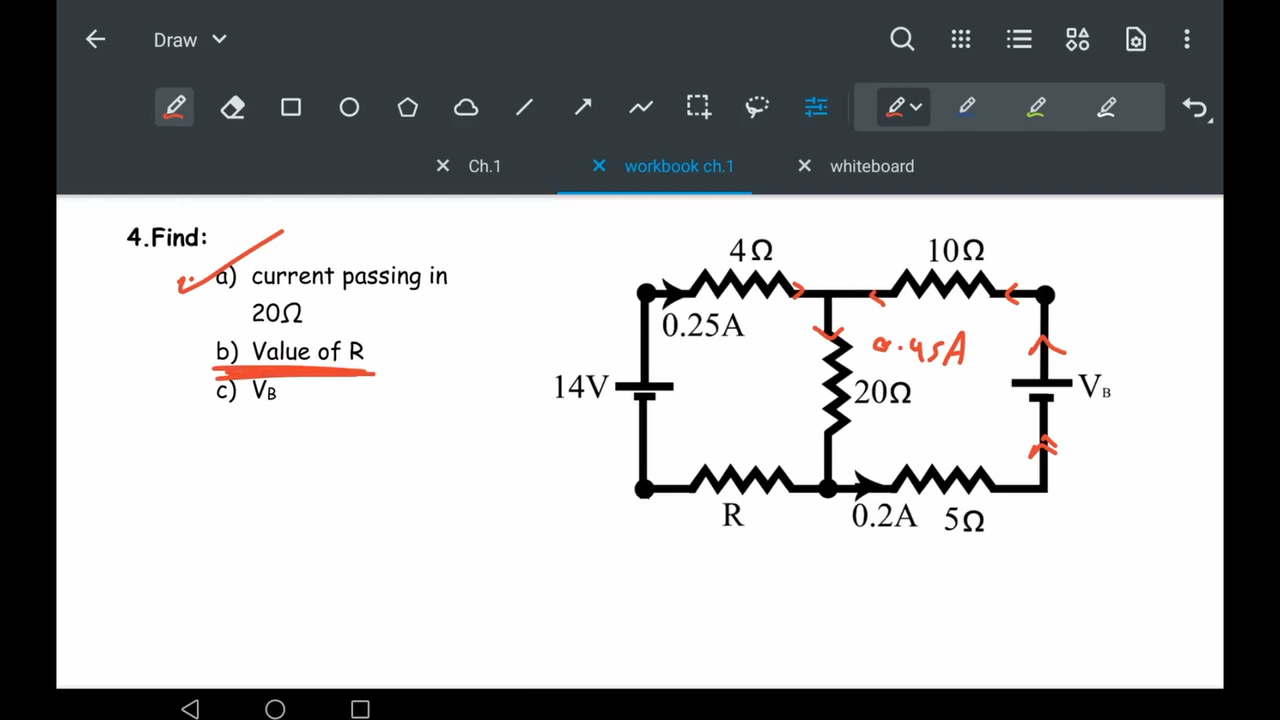 Draw
Ch.1
workbook ch.1
whiteboard
4.Find:
a) current passing in
20Ω
b) Value of R
c) VB
4Ω
10Ω
0.25A
0.45A
14V
20Ω
VB
R
0.2A
5Ω